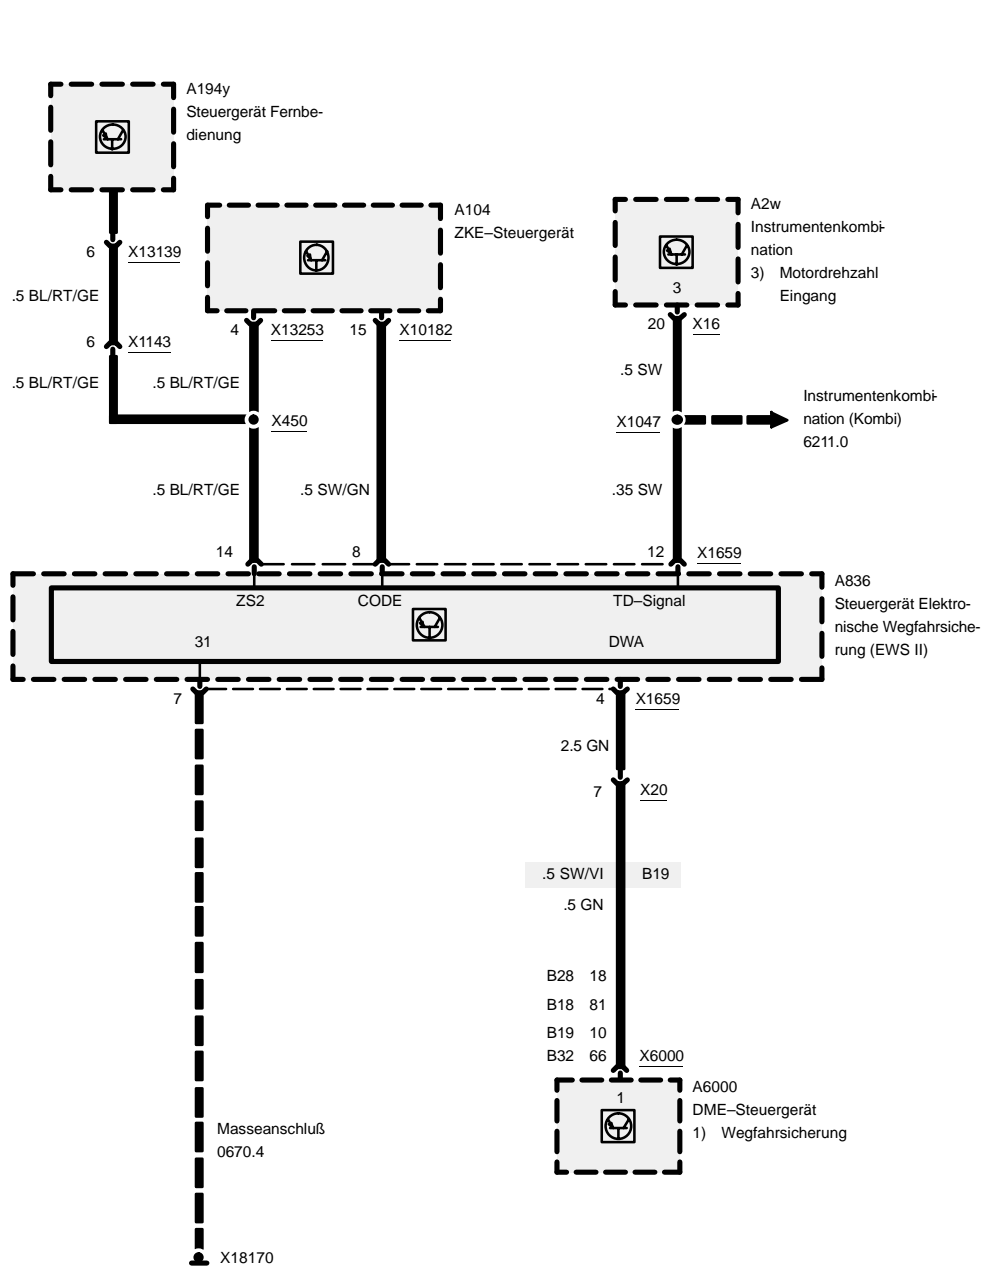 A194y
Steuergerät Fernbe-
dienung
A104
ZKE–Steuergerät
A2w
Instrumentenkombi-
nation
3) Motordrehzahl
Eingang
3
6 X13139
.5 BL/RT/GE
6 X1143
4 X13253
15 X10182
20 X16
.5 SW
.5 BL/RT/GE
.5 BL/RT/GE
X450
X1047
Instrumentenkombi-
nation (Kombi)
6211.0
.5 BL/RT/GE
.5 SW/GN
.35 SW
14
8
12 X1659
A836
Steuergerät Elektro-
nische Wegfahrsiche-
rung (EWS II)
ZS2
CODE
TD–Signal
31
DWA
7
4 X1659
2.5 GN
7 X20
.5 SW/VI B19
.5 GN
B28 18
B18 81
B19 10
B32 66 X6000
1
A6000
DME–Steuergerät
1) Wegfahrsicherung
Masseanschluß
0670.4
X18170